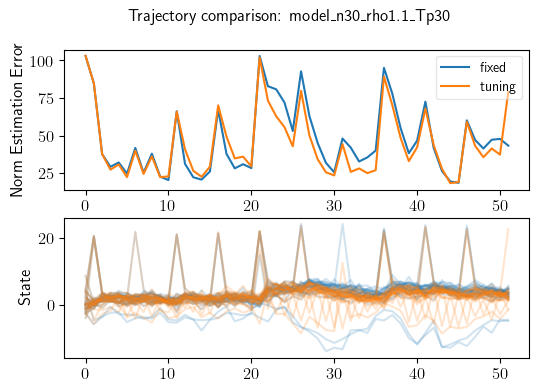 Trajectory comparison: model_n30_rho1.1_Tp30
Norm Estimation Error
100
75
50
25
fixed
tuning
0 10 20 30 40 50
State
20
0
0 10 20 30 40 50